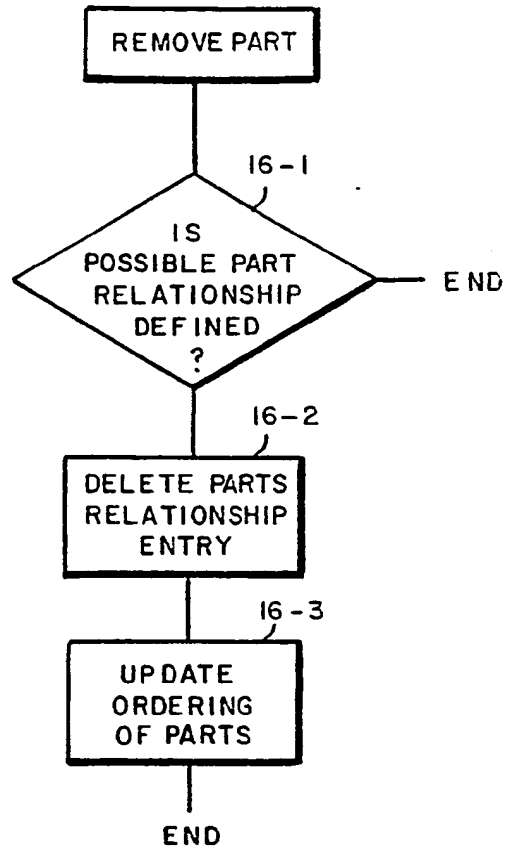 REMOVE PART
16-1
IS
POSSIBLE PART
RELATIONSHIP
DEFINED
?
END
16-2
DELETE PARTS
RELATIONSHIP
ENTRY
16-3
UPDATE
ORDERING
OF PARTS
END